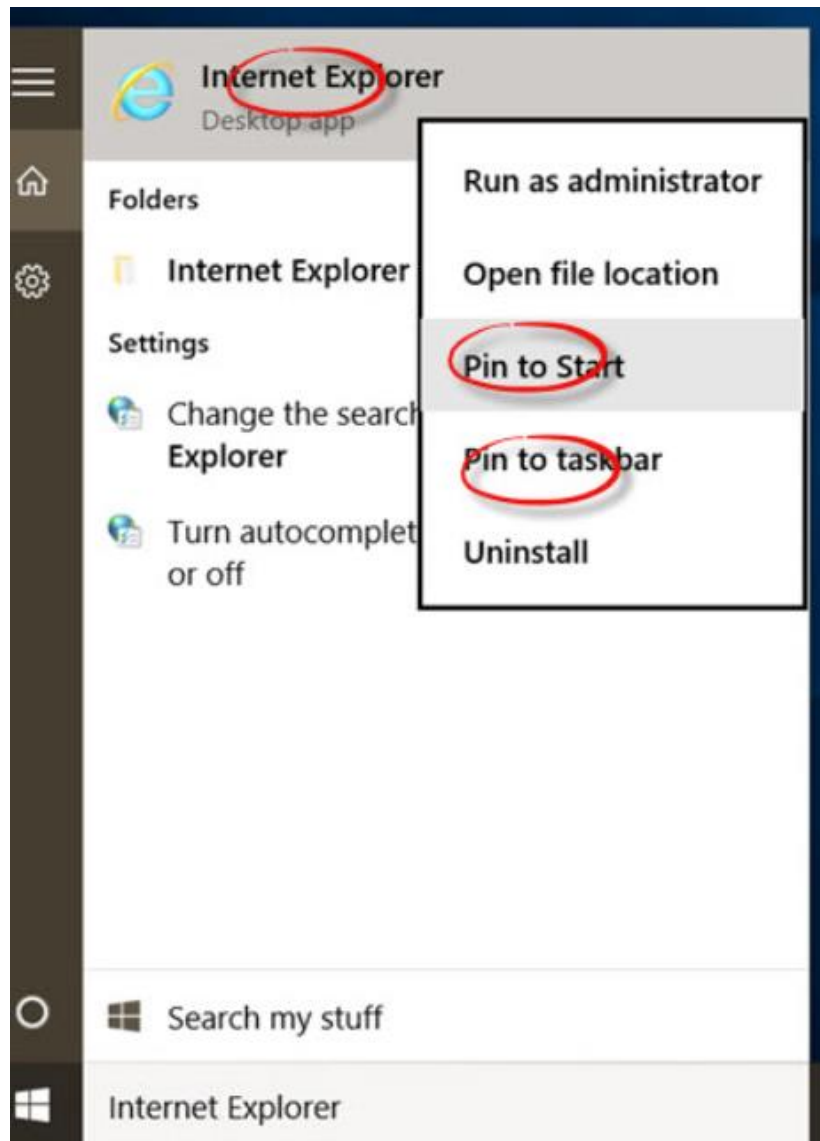 Internet Explorer
Desktop app
Run as administrator
Folders
Internet Explorer
Open file location
Settings
Pin to Start
Change the search
Explorer
Pin to taskbar
Turn autocomplet
or off
Uninstall
Search my stuff
Internet Explorer